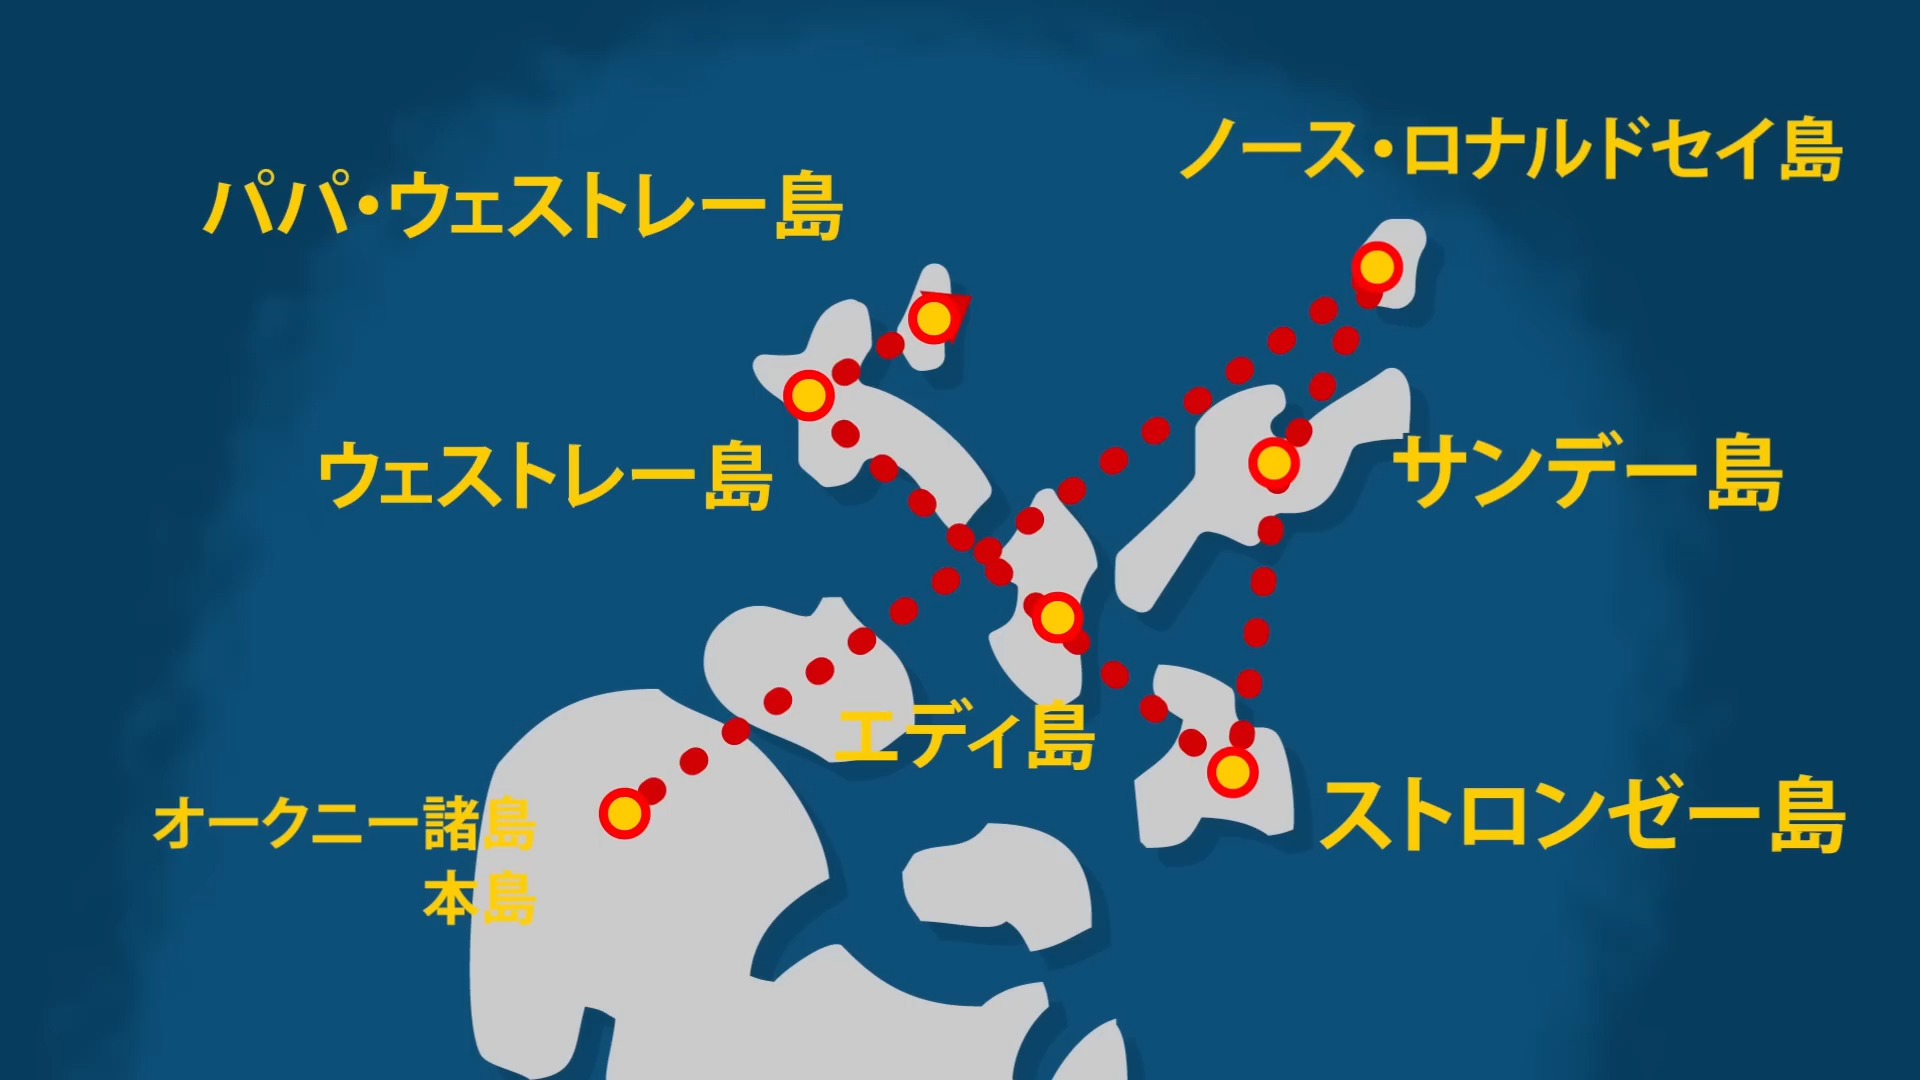 ノース・ロナルドセイ島
パパ・ウェストレー島
ウェストレー島
サンデー島
エディ島
ストロンゼー島
オークニー諸島
本島